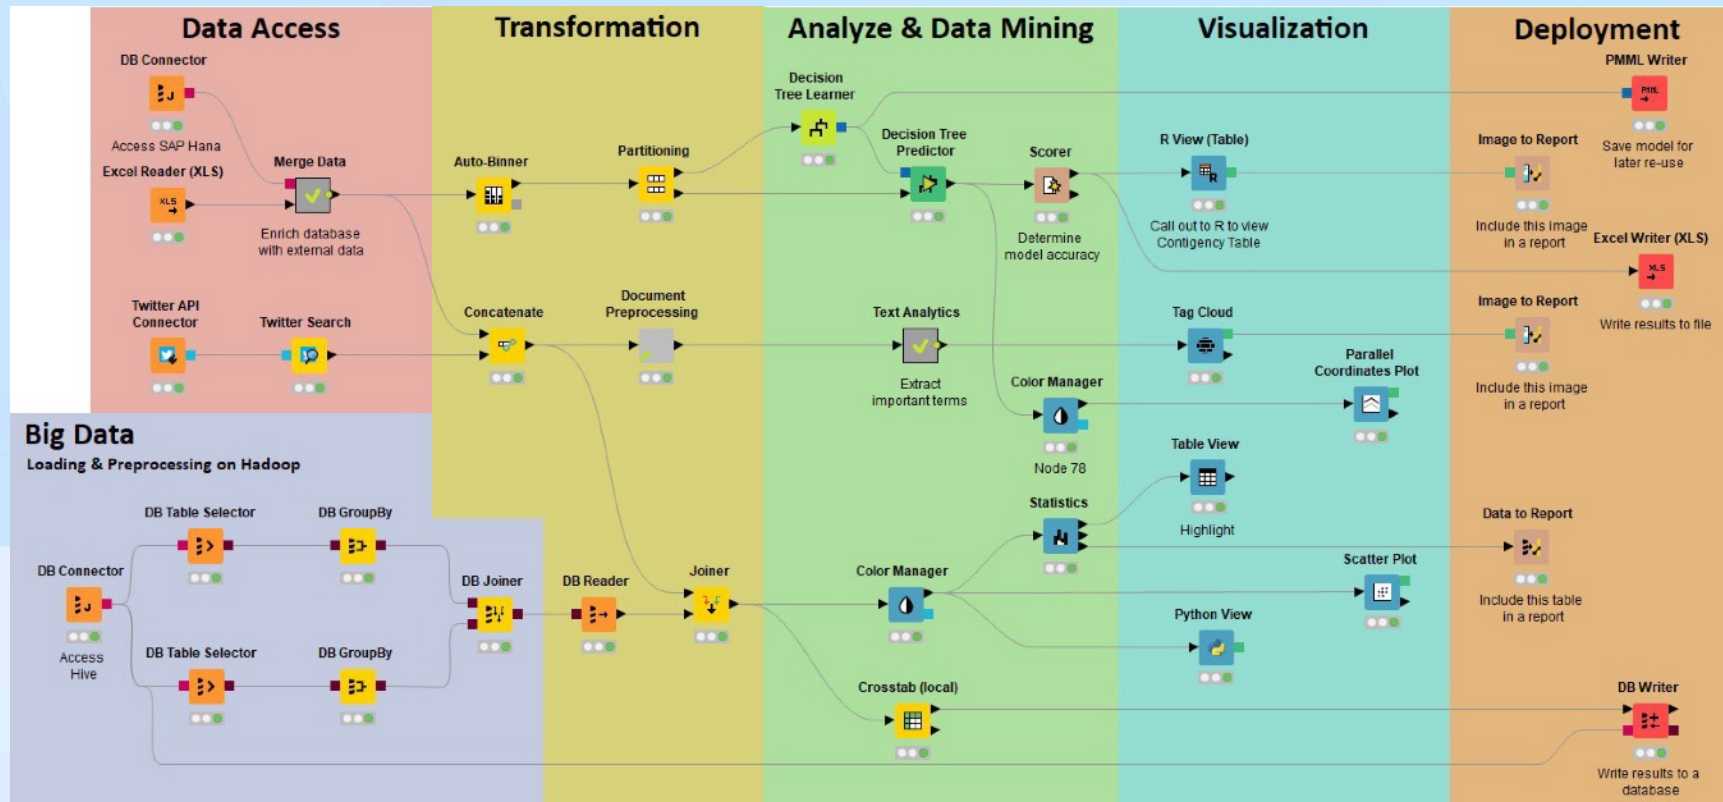 Data Access
Transformation
Analyze & Data Mining
Visualization
Deployment
DB Connector
Access SAP Hana
Excel Reader (XLS)
XLS
Merge Data
Enrich database
with external data
Twitter API
Connector
Twitter Search
Auto-Binner
Partitioning
Concatenate
Document
Preprocessing
Decision
Tree Learner
Decision Tree
Predictor
Scorer
Determine
model accuracy
Text Analytics
Extract
important terms
Color Manager
Node 78
Statistics
Color Manager
Crosstab (local)
R View (Table)
R
Call out to R to view
Contigency Table
Tag Cloud
Parallel
Coordinates Plot
Table View
Highlight
Scatter Plot
Python View
PMML Writer
PMML
Save model for
later re-use
Image to Report
Include this image
in a report
Excel Writer (XLS)
XLS
Write results to file
Image to Report
Include this image
in a report
Data to Report
Include this table
in a report
DB Writer
Write results to a
database
Big Data
Loading & Preprocessing on Hadoop
DB Table Selector
DB GroupBy
DB Connector
Access
Hive
DB Table Selector
DB GroupBy
DB Joiner
DB Reader
Joiner